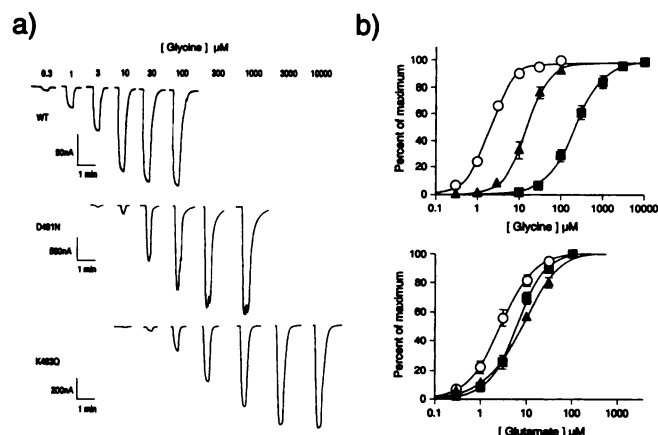 a)
[ Glycine ] µM
0.3 1 3 10 30 100 300 1000 3000 10000
WT
1 min
D481N
1 min
K483Q
200nA
1 min
b)
Percent of maximum
100
80
60
40
20
0
0.1 1 10 100 1000 10000
[ Glycine ] µM
Percent of maximum
100
80
60
40
20
0
0.1 1 10 100 1000
[ Glutamate ] µM